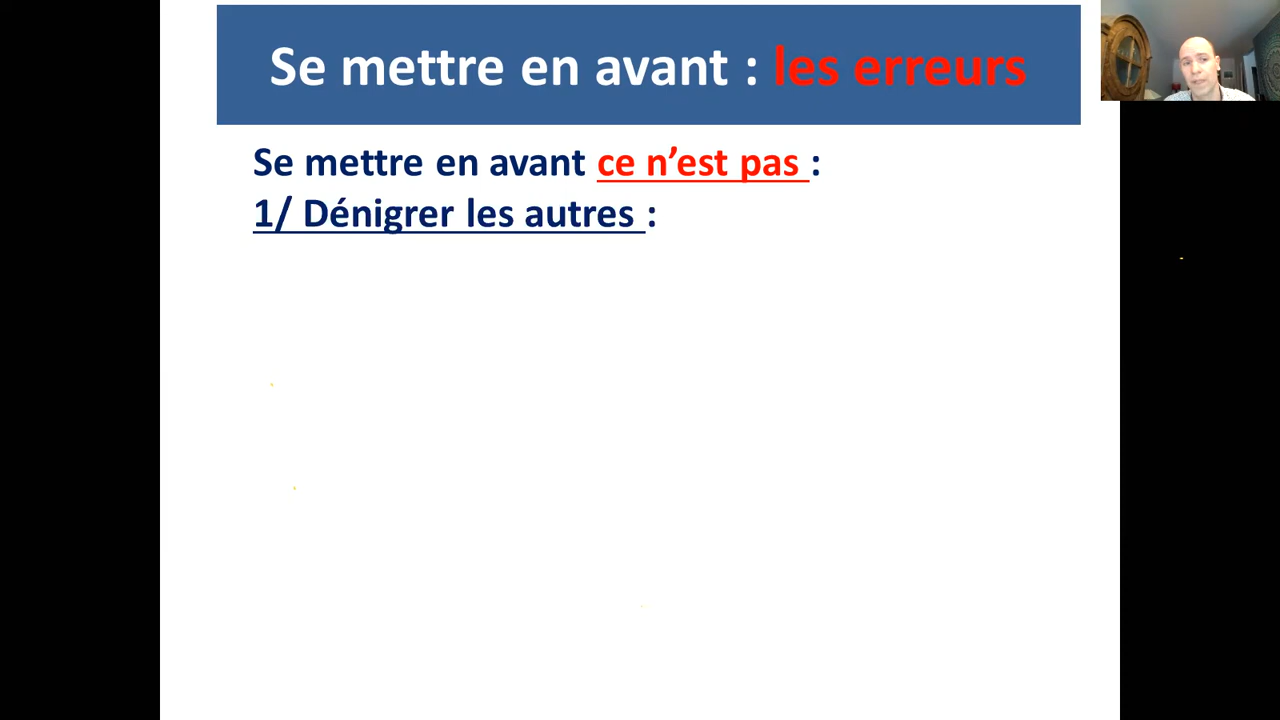 Se mettre en avant : les erreurs
Se mettre en avant ce n’est pas :
1/ Dénigrer les autres :